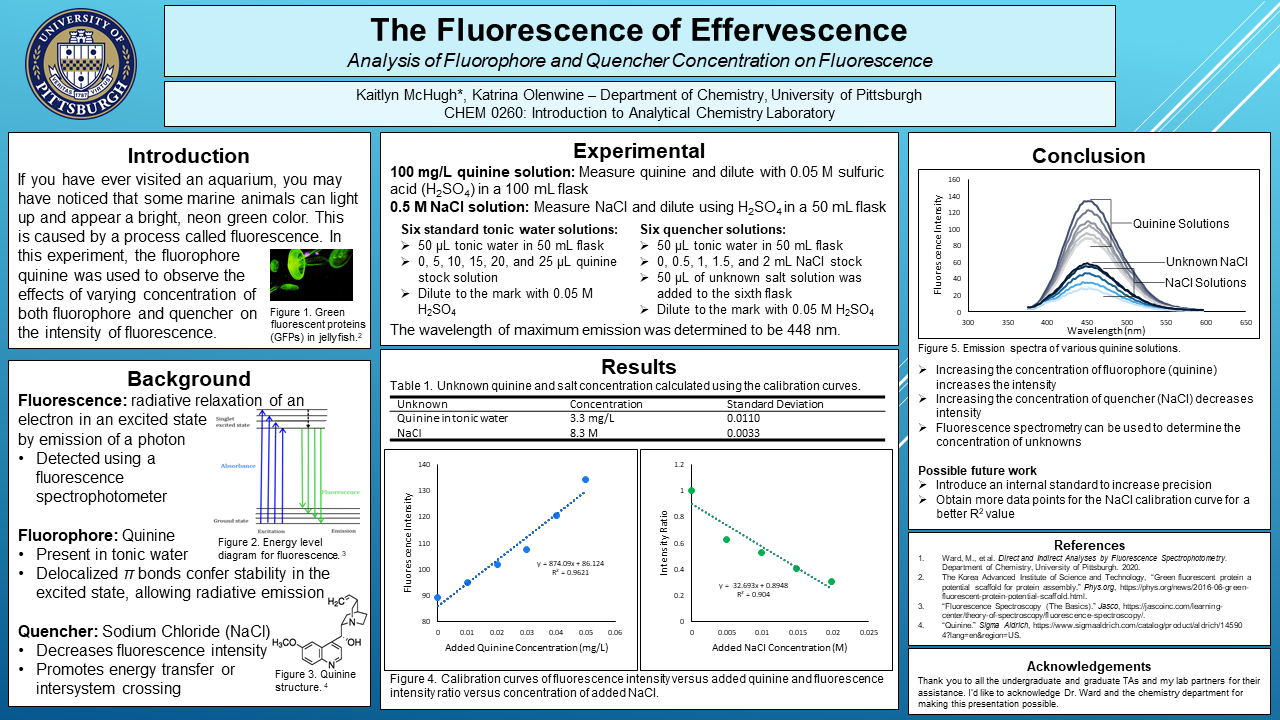 UNIVERSITY OF
PITTSBURGH
The Fluorescence of Effervescence
Analysis of Fluorophore and Quencher Concentration on Fluorescence
Kaitlyn McHugh*, Katrina Olenwine – Department of Chemistry, University of Pittsburgh
CHEM 0260: Introduction to Analytical Chemistry Laboratory
Introduction
If you have ever visited an aquarium, you may
have noticed that some marine animals can light
up and appear a bright, neon green color. This
is caused by a process called fluorescence. In
this experiment, the fluorophore
quinine was used to observe the
effects of varying concentration of
both fluorophore and quencher on
the intensity of fluorescence.
Figure 1. Green
fluorescent proteins
(GFPs) in jellyfish.²
Background
Fluorescence: radiative relaxation of an
electron in an excited state
by emission of a photon
• Detected using a
fluorescence
spectrophotometer
Singlet
excited state
Absorbance
Fluorescence
Ground state
Excitation
Emission
Figure 2. Energy level
diagram for fluorescence. ³
Fluorophore: Quinine
• Present in tonic water
• Delocalized π bonds confer stability in the
excited state, allowing radiative emission
Quencher: Sodium Chloride (NaCl)
• Decreases fluorescence intensity
• Promotes energy transfer or
intersystem crossing
H₂C
N
H₃CO
OH
N
Figure 3. Quinine
structure. ⁴
Experimental
100 mg/L quinine solution: Measure quinine and dilute with 0.05 M sulfuric
acid (H₂SO₄) in a 100 mL flask
0.5 M NaCl solution: Measure NaCl and dilute using H₂SO₄ in a 50 mL flask
Six standard tonic water solutions:
➢ 50 µL tonic water in 50 mL flask
➢ 0, 5, 10, 15, 20, and 25 µL quinine
stock solution
➢ Dilute to the mark with 0.05 M
H₂SO₄
Six quencher solutions:
➢ 50 µL tonic water in 50 mL flask
➢ 0, 0.5, 1, 1.5, and 2 mL NaCl stock
➢ 50 µL of unknown salt solution was
added to the sixth flask
➢ Dilute to the mark with 0.05 M H₂SO₄
The wavelength of maximum emission was determined to be 448 nm.
Results
Table 1. Unknown quinine and salt concentration calculated using the calibration curves.
Unknown Concentration Standard Deviation
Quinine in tonic water 3.3 mg/L 0.0110
NaCl 8.3 M 0.0033
Fluorescence Intensity
140
130
120
110
100
90
80
y = 874.09x + 86.124
R² = 0.9621
0 0.01 0.02 0.03 0.04 0.05 0.06
Added Quinine Concentration (mg/L)
Intensity Ratio
1.2
1
0.8
0.6
0.4
0.2
0
y = 32.693x + 0.8948
R² = 0.904
0 0.005 0.01 0.015 0.02 0.025
Added NaCl Concentration (M)
Figure 4. Calibration curves of fluorescence intensity versus added quinine and fluorescence
intensity ratio versus concentration of added NaCl.
Conclusion
Fluorescence Intensity
160
140
120
100
80
60
40
20
0
Quinine Solutions
Unknown NaCl
NaCl Solutions
300 350 400 450 500 550 600 650
Wavelength (nm)
Figure 5. Emission spectra of various quinine solutions.
➢ Increasing the concentration of fluorophore (quinine)
increases the intensity
➢ Increasing the concentration of quencher (NaCl) decreases
intensity
➢ Fluorescence spectrometry can be used to determine the
concentration of unknowns
Possible future work
➢ Introduce an internal standard to increase precision
➢ Obtain more data points for the NaCl calibration curve for a
better R² value
References
1. Ward, M., et al. Direct and Indirect Analyses by Fluorescence Spectrophotometry.
Department of Chemistry, University of Pittsburgh. 2020.
2. The Korea Advanced Institute of Science and Technology, "Green fluorescent protein a
potential scaffold for protein assembly." Phys.org, https://phys.org/news/2016-06-green-
fluorescent-protein-potential-scaffold.html.
3. "Fluorescence Spectroscopy (The Basics)." Jasco, https://jascoinc.com/learning-
center/theory-of-spectroscopy/fluorescence-spectroscopy/.
4. "Quinine." Sigma Aldrich, https://www.sigmaaldrich.com/catalog/product/aldrich/14590
4?lang=en&region=US.
Acknowledgements
Thank you to all the undergraduate and graduate TAs and my lab partners for their
assistance. I'd like to acknowledge Dr. Ward and the chemistry department for
making this presentation possible.